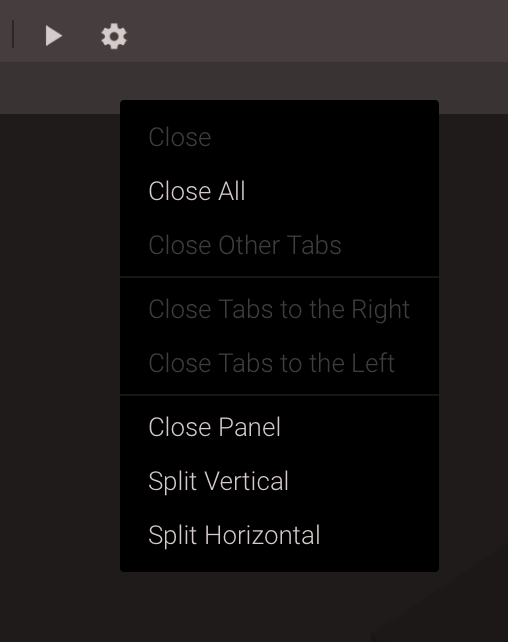 Close
Close All
Close Other Tabs
Close Tabs to the Right
Close Tabs to the Left
Close Panel
Split Vertical
Split Horizontal